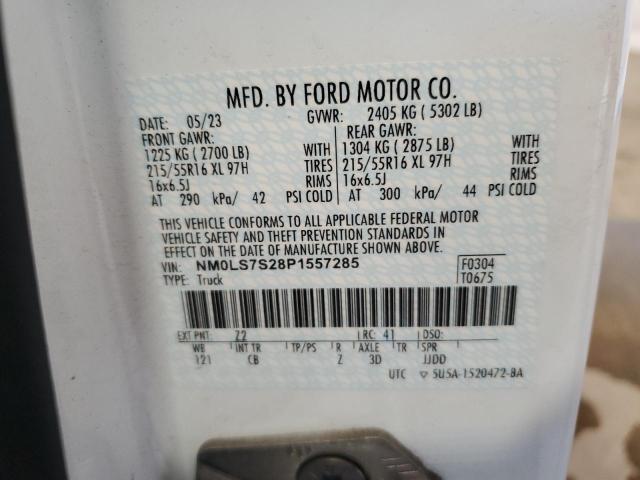 MFD. BY FORD MOTOR CO.
DATE: 05/23 GVWR: 2405 KG ( 5302 LB)
FRONT GAWR: REAR GAWR:
1225 KG ( 2700 LB) WITH 1304 KG ( 2875 LB) WITH
215/55R16 XL 97H TIRES 215/55R16 XL 97H TIRES
16x6.5J RIMS 16x6.5J RIMS
AT 290 kPa/ 42 PSI COLD AT 300 kPa/ 44 PSI COLD
THIS VEHICLE CONFORMS TO ALL APPLICABLE FEDERAL MOTOR
VEHICLE SAFETY AND THEFT PREVENTION STANDARDS IN
EFFECT ON THE DATE OF MANUFACTURE SHOWN ABOVE.
VIN: NM0LS7S28P1557285 F0304
TYPE: Truck T0675
EXT PNT: Z2 RC: 41 DSO:
WB INT TR TP/PS R AXLE TR SPR
121 CB Z 3D JJDD
UTC ▽ 5U5A-1520472-BA